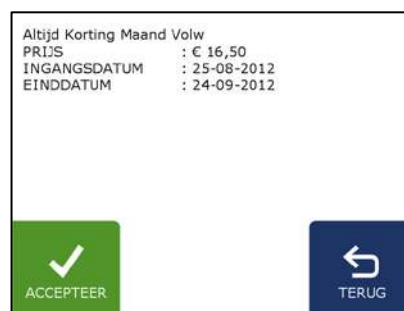 Altijd Korting Maand Volw
PRIJS : € 16,50
INGANGSDATUM : 25-08-2012
EINDDATUM : 24-09-2012
ACCEPTEER
TERUG